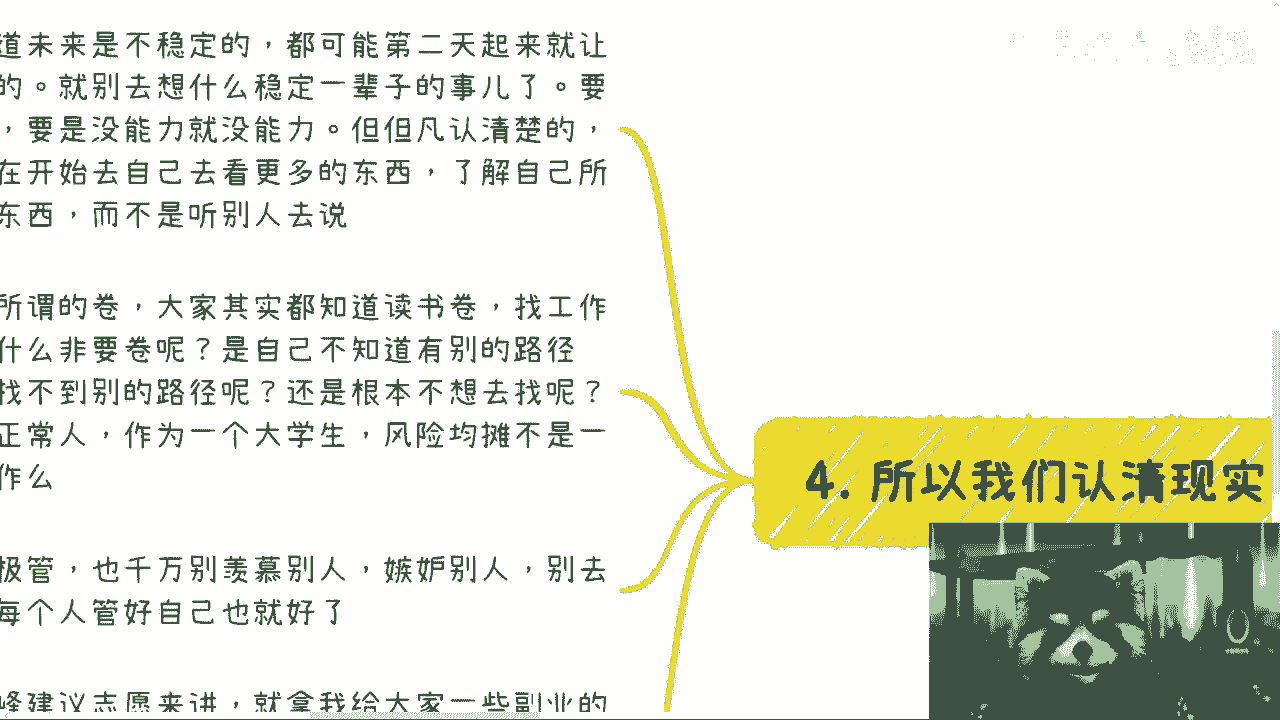 道未来是不稳定的，都可能第二天起来就让
的。就别去想什么稳定一辈子的事儿了。要
，要是没能力就没能力。但但凡认清楚的，
在开始去自己去看更多的东西，了解自己所
东西，而不是听别人去说
所谓的卷，大家其实都知道读书卷，找工作
什么非要卷呢？是自己不知道有别的路径
找不到别的路径呢？还是根本不想去找呢？
正常人，作为一个大学生，风险均摊不是一
作么
极管，也千万别羡慕别人，嫉妒别人，别去
每个人管好自己也就好了
峰建议志愿来讲，就拿我给大家一些副业的
4. 所以我们认清现实